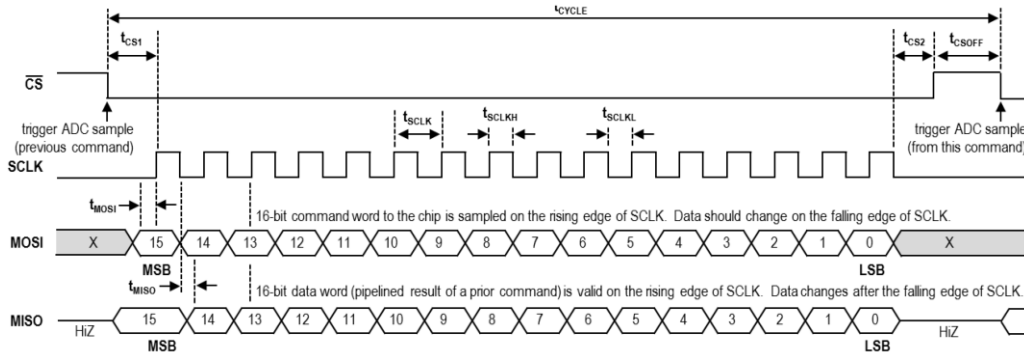 tCYCLE
tCS1
tCS2
tCSOFF
CS
trigger ADC sample
(previous command)
tSCLK
tSCLKH
tSCLKL
trigger ADC sample
(from this command)
SCLK
tMOSI
16-bit command word to the chip is sampled on the rising edge of SCLK. Data should change on the falling edge of SCLK.
MOSI X 15 14 13 12 11 10 9 8 7 6 5 4 3 2 1 0 X
MSB LSB
tMISO
16-bit data word (pipelined result of a prior command) is valid on the rising edge of SCLK. Data changes after the falling edge of SCLK.
MISO HiZ 15 14 13 12 11 10 9 8 7 6 5 4 3 2 1 0 HiZ
MSB LSB